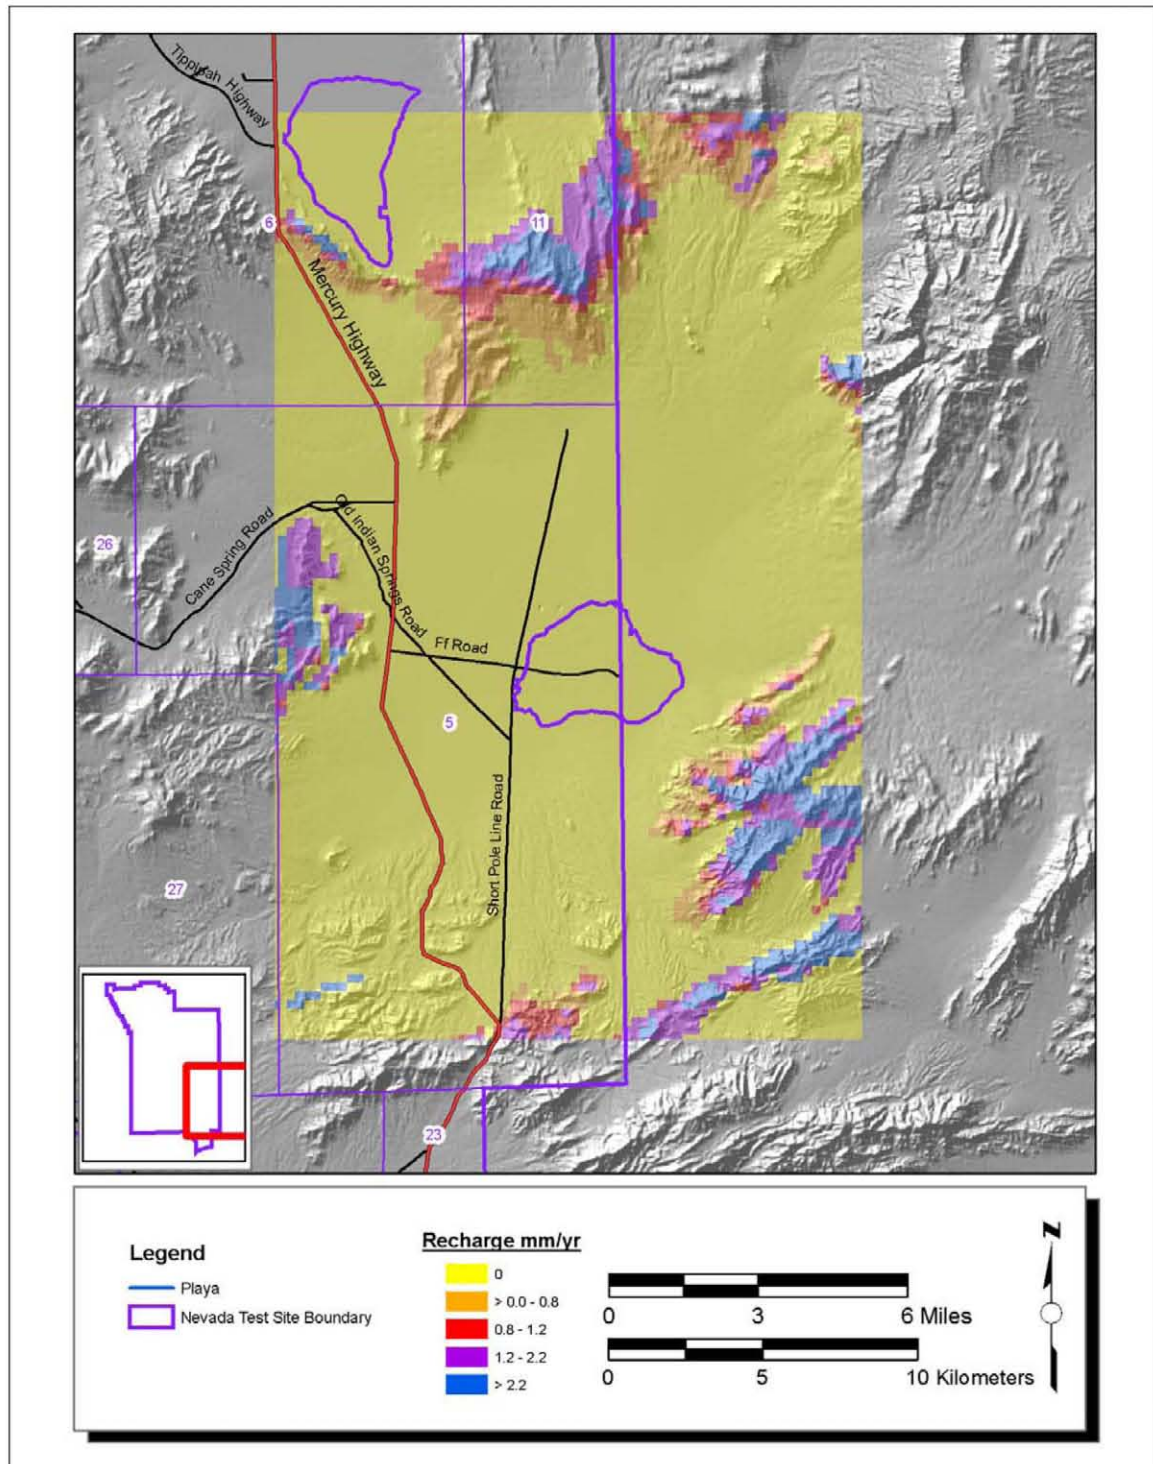 Tippipah Highway
6
11
Mercury Highway
Old Indian Springs Road
Cane Spring Road
26
Ff Road
5
Short Pole Line Road
27
23
Legend
Playa
Nevada Test Site Boundary
Recharge mm/yr
0
> 0.0 - 0.8
0.8 - 1.2
1.2 - 2.2
> 2.2
0 3 6 Miles
0 5 10 Kilometers
N